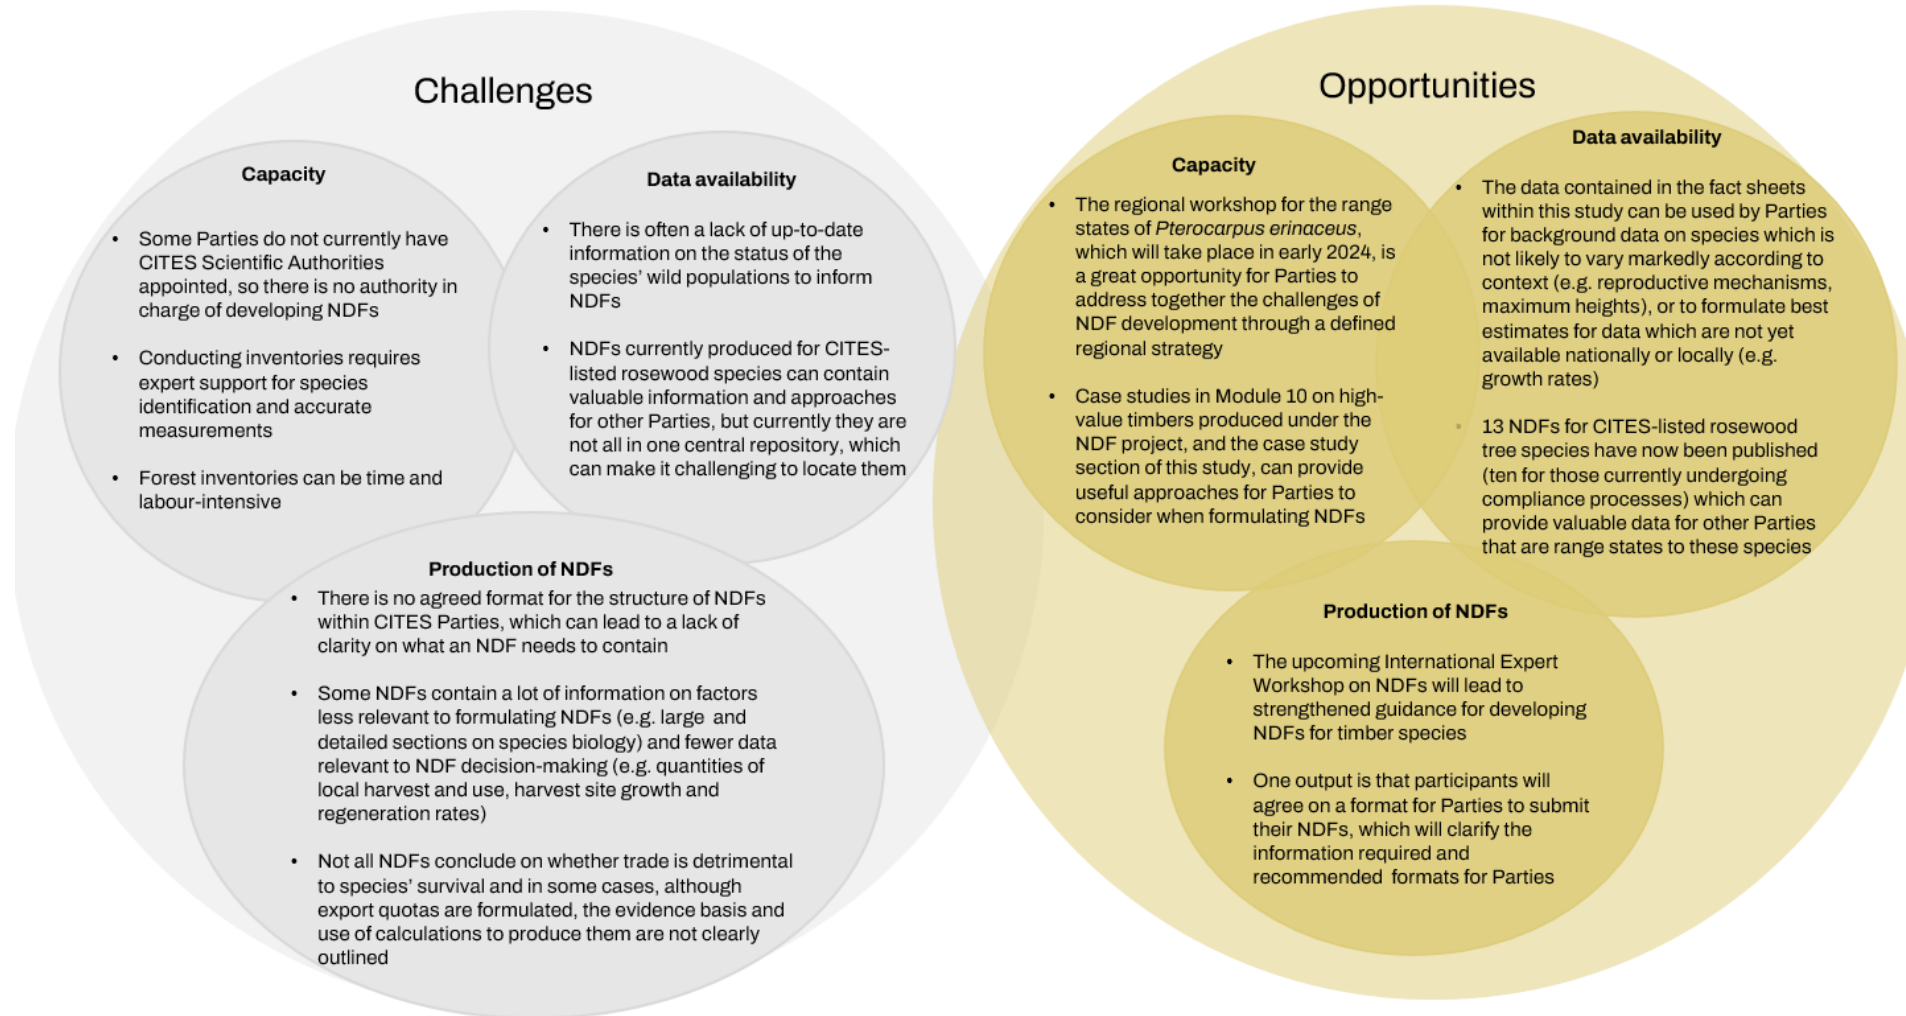 Challenges
Capacity
• Some Parties do not currently have
CITES Scientific Authorities
appointed, so there is no authority in
charge of developing NDFs
• Conducting inventories requires
expert support for species
identification and accurate
measurements
• Forest inventories can be time and
labour-intensive
Data availability
• There is often a lack of up-to-date
information on the status of the
species’ wild populations to inform
NDFs
• NDFs currently produced for CITES-
listed rosewood species can contain
valuable information and approaches
for other Parties, but currently they are
not all in one central repository, which
can make it challenging to locate them
Production of NDFs
• There is no agreed format for the structure of NDFs
within CITES Parties, which can lead to a lack of
clarity on what an NDF needs to contain
• Some NDFs contain a lot of information on factors
less relevant to formulating NDFs (e.g. large and
detailed sections on species biology) and fewer data
relevant to NDF decision-making (e.g. quantities of
local harvest and use, harvest site growth and
regeneration rates)
• Not all NDFs conclude on whether trade is detrimental
to species’ survival and in some cases, although
export quotas are formulated, the evidence basis and
use of calculations to produce them are not clearly
outlined
Opportunities
Capacity
• The regional workshop for the range
states of Pterocarpus erinaceus,
which will take place in early 2024, is
a great opportunity for Parties to
address together the challenges of
NDF development through a defined
regional strategy
• Case studies in Module 10 on high-
value timbers produced under the
NDF project, and the case study
section of this study, can provide
useful approaches for Parties to
consider when formulating NDFs
Data availability
• The data contained in the fact sheets
within this study can be used by Parties
for background data on species which is
not likely to vary markedly according to
context (e.g. reproductive mechanisms,
maximum heights), or to formulate best
estimates for data which are not yet
available nationally or locally (e.g.
growth rates)
• 13 NDFs for CITES-listed rosewood
tree species have now been published
(ten for those currently undergoing
compliance processes) which can
provide valuable data for other Parties
that are range states to these species
Production of NDFs
• The upcoming International Expert
Workshop on NDFs will lead to
strengthened guidance for developing
NDFs for timber species
• One output is that participants will
agree on a format for Parties to submit
their NDFs, which will clarify the
information required and
recommended formats for Parties